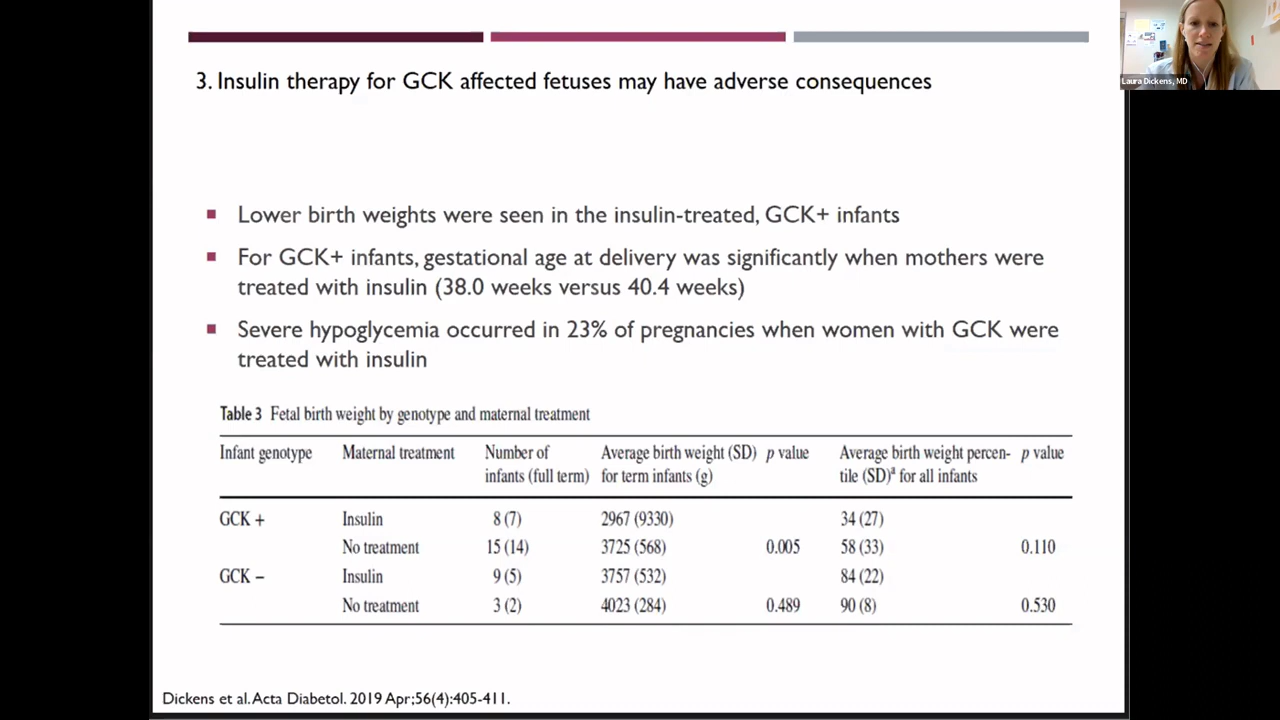 Laura Dickens, MD
3. Insulin therapy for GCK affected fetuses may have adverse consequences
Lower birth weights were seen in the insulin-treated, GCK+ infants
For GCK+ infants, gestational age at delivery was significantly when mothers were
treated with insulin (38.0 weeks versus 40.4 weeks)
Severe hypoglycemia occurred in 23% of pregnancies when women with GCK were
treated with insulin
Table 3 Fetal birth weight by genotype and maternal treatment
Infant genotype Maternal treatment Number of Average birth weight (SD) p value Average birth weight percen- p value
infants (full term) for term infants (g) tile (SD)a for all infants
GCK + Insulin 8 (7) 2967 (9330) 34 (27)
No treatment 15 (14) 3725 (568) 0.005 58 (33) 0.110
GCK − Insulin 9 (5) 3757 (532) 84 (22)
No treatment 3 (2) 4023 (284) 0.489 90 (8) 0.530
Dickens et al. Acta Diabetol. 2019 Apr;56(4):405-411.